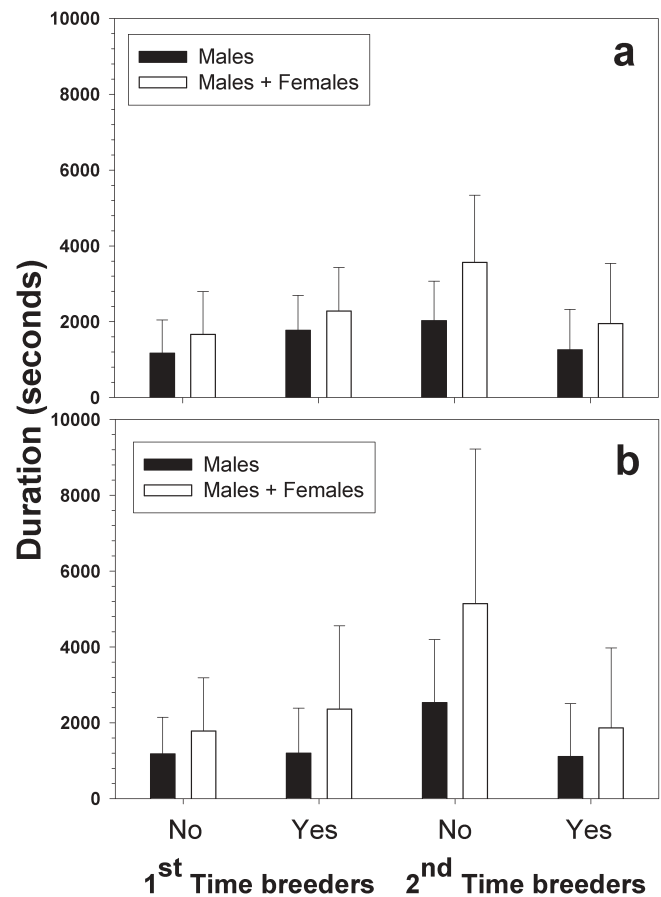 Duration (seconds)
10000
8000
6000
4000
2000
0
Males
Males + Females
a
10000
8000
6000
4000
2000
0
Males
Males + Females
b
No Yes No Yes
1st Time breeders 2nd Time breeders